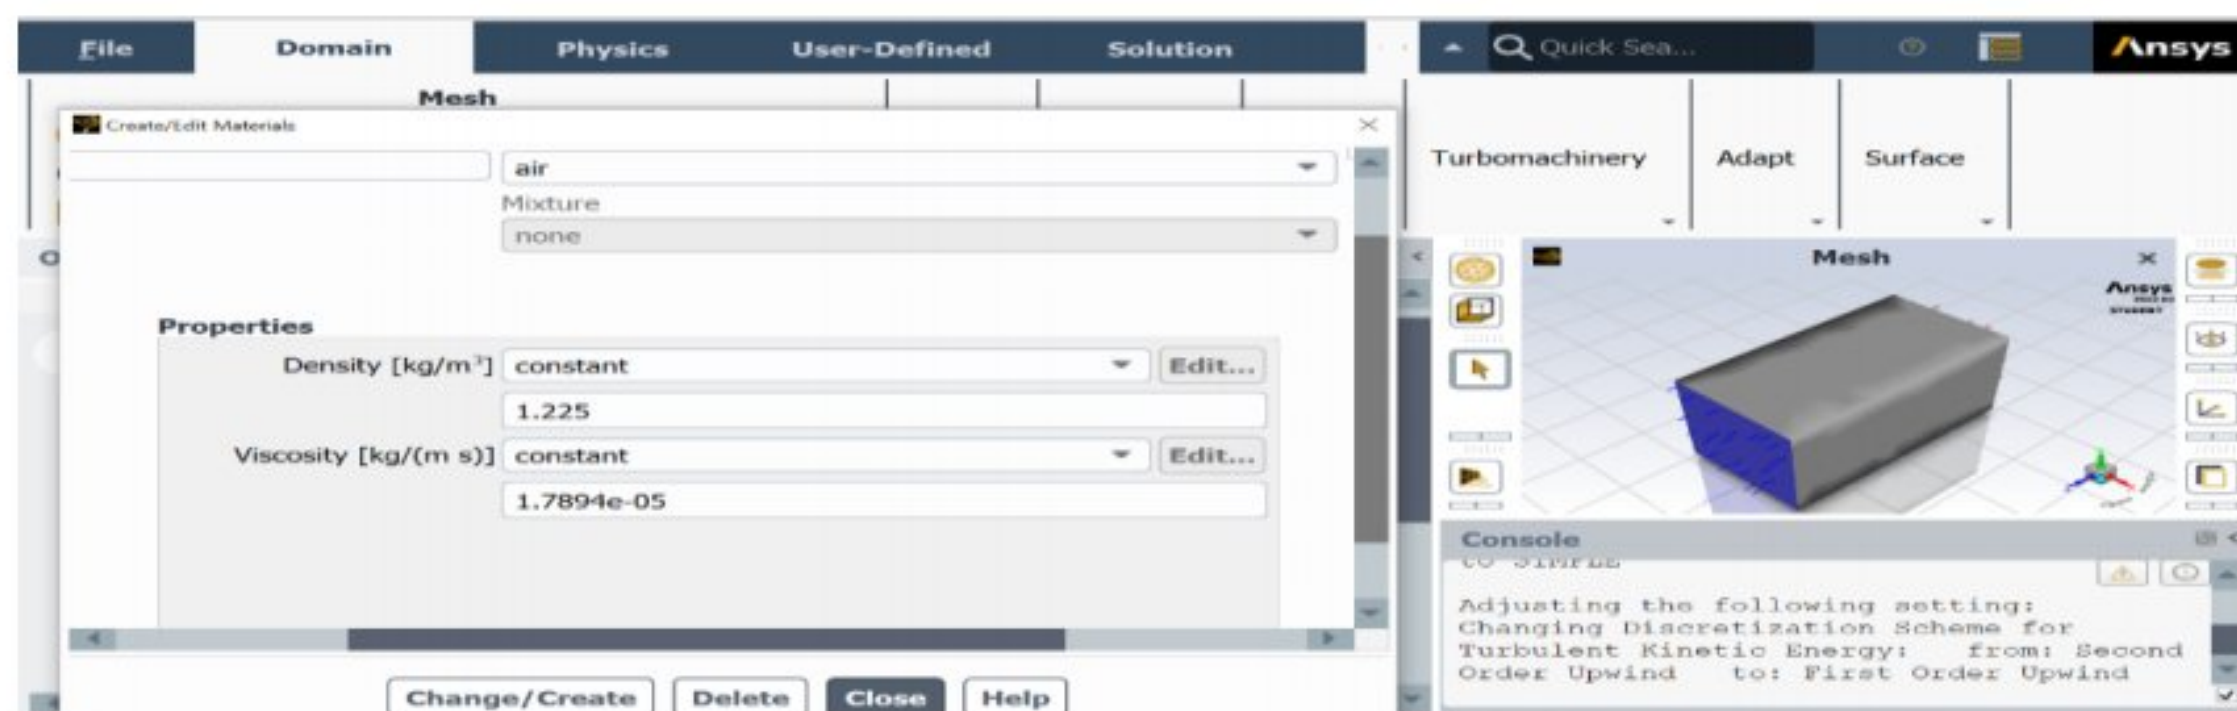 File Domain Physics User-Defined Solution Quick Sea... Ansys
Mesh
Create/Edit Materials
air
Mixture
none
Properties
Density [kg/m³] constant Edit...
1.225
Viscosity [kg/(m s)] constant Edit...
1.7894e-05
Change/Create Delete Close Help
Turbomachinery Adapt Surface
Mesh
Ansys
STUDENT
Console
to SIMPLE
Adjusting the following setting:
Changing Discretization Scheme for
Turbulent Kinetic Energy: from: Second
Order Upwind to: First Order Upwind